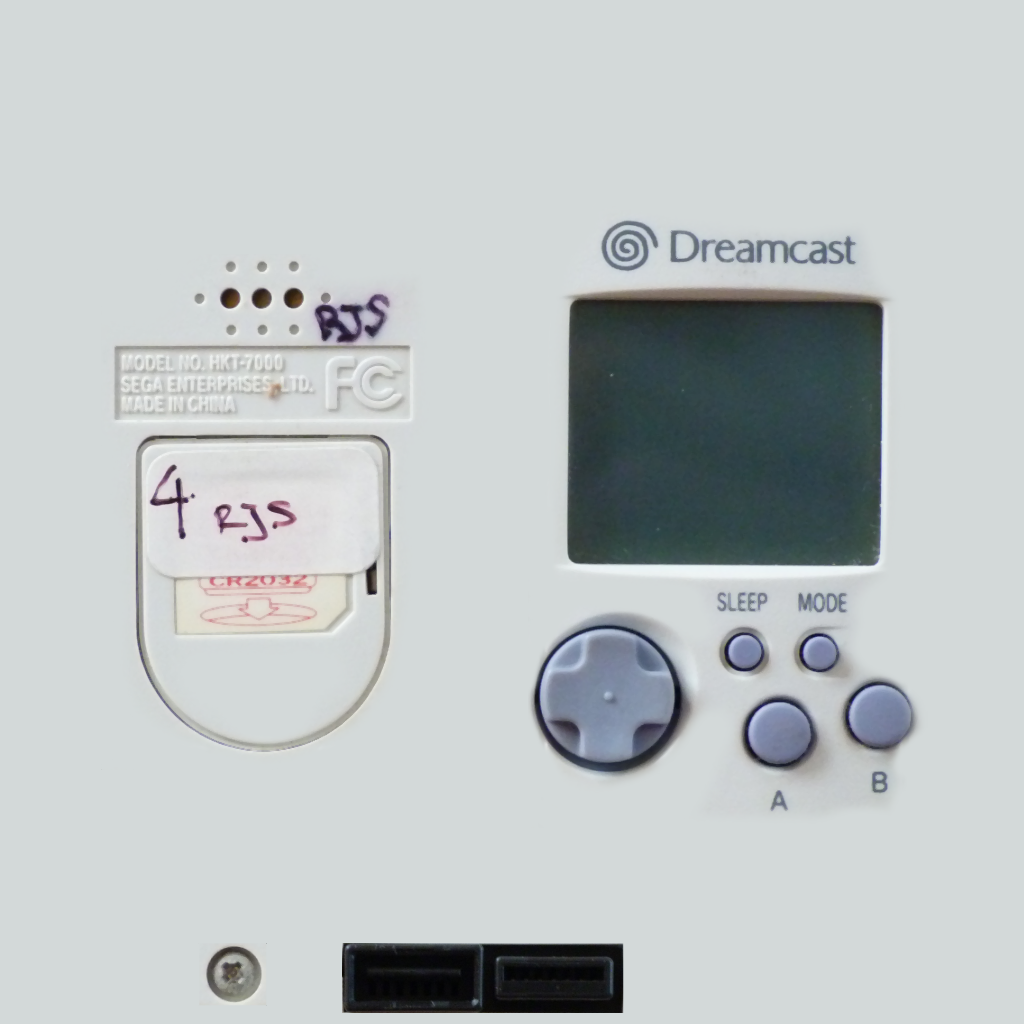 Dreamcast
RJS
MODEL NO. HKT-7000
SEGA ENTERPRISES, LTD.
MADE IN CHINA
FC
4 RJS
CR2032
SLEEP MODE
A
B